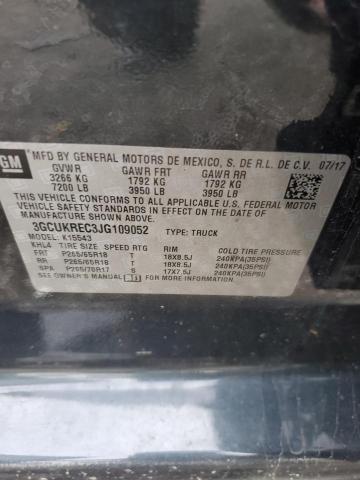 GM
MFD BY GENERAL MOTORS DE MEXICO, S. DE R.L. DE C.V. 07/17
GVWR GAWR FRT GAWR RR
3266 KG 1792 KG 1792 KG
7200 LB 3950 LB 3950 LB
THIS VEHICLE CONFORMS TO ALL APPLICABLE U.S. FEDERAL MOTOR
VEHICLE SAFETY STANDARDS IN EFFECT ON THE DATE OF
MANUFACTURE SHOWN ABOVE.
3GCUKREC3JG109052 TYPE: TRUCK
MODEL: K15543
KHL4 TIRE SIZE SPEED RTG RIM COLD TIRE PRESSURE
FRT P265/65R18 T 18X8.5J 240KPA(35PSI)
RR P265/65R18 T 18X8.5J 240KPA(35PSI)
SPA P265/70R17 S 17X7.5J 240KPA(35PSI)
SEE OWNER'S MANUAL FOR ADDITIONAL INFORMATION.